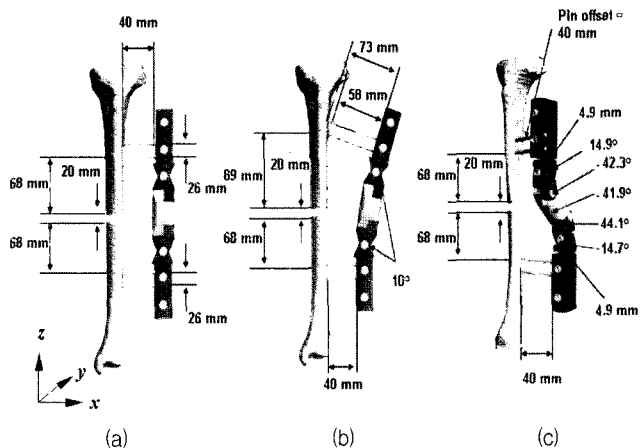 40 mm
68 mm
20 mm
68 mm
26 mm
26 mm
z
y
x
(a)
73 mm
58 mm
89 mm
20 mm
68 mm
10°
40 mm
(b)
Pin offset =
40 mm
4.9 mm
14.9°
42.3°
41.9°
44.1°
14.7°
4.9 mm
68 mm
20 mm
68 mm
40 mm
(c)